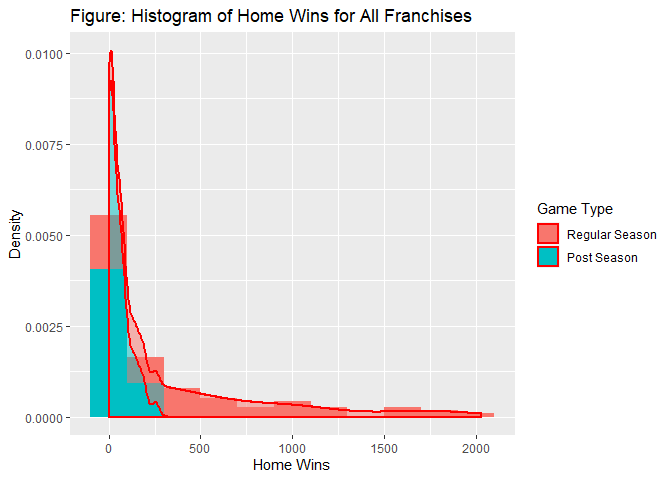 Figure: Histogram of Home Wins for All Franchises
0.0100
0.0075
0.0050
0.0025
0.0000
Density
0
500
1000
1500
2000
Home Wins
Game Type
Regular Season
Post Season